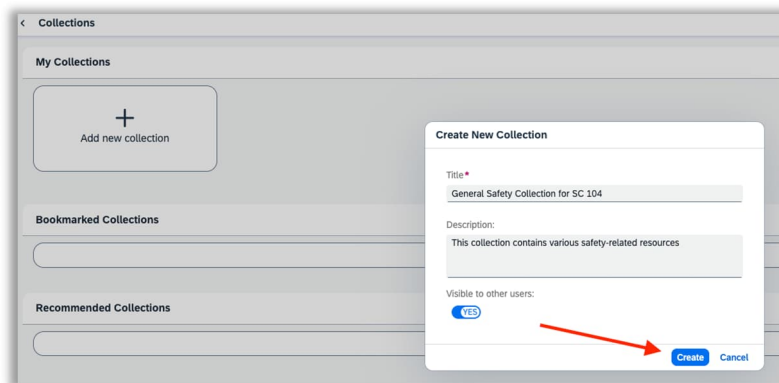 Collections
My Collections
Add new collection
Bookmarked Collections
Recommended Collections
Create New Collection
Title*
General Safety Collection for SC 104
Description:
This collection contains various safety-related resources
Visible to other users:
YES
Create Cancel